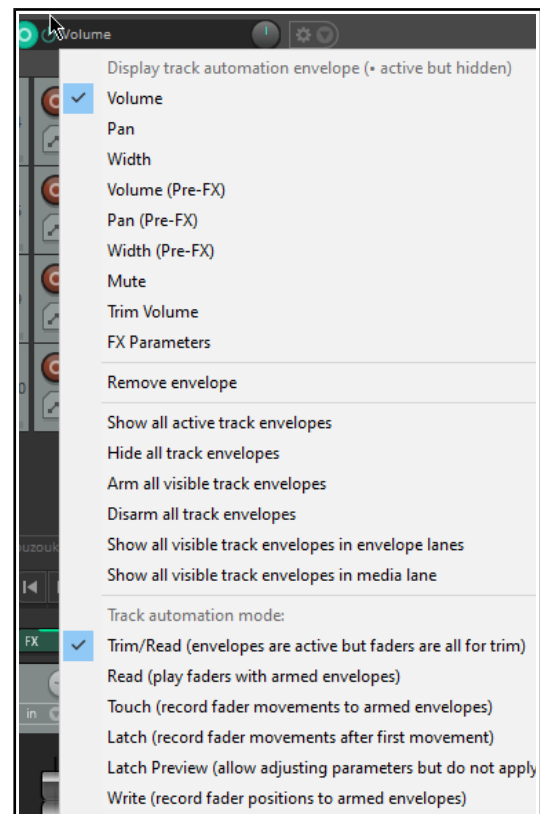 Volume
Display track automation envelope (• active but hidden)
Volume
Pan
Width
Volume (Pre-FX)
Pan (Pre-FX)
Width (Pre-FX)
Mute
Trim Volume
FX Parameters
Remove envelope
Show all active track envelopes
Hide all track envelopes
Arm all visible track envelopes
Disarm all track envelopes
Show all visible track envelopes in envelope lanes
Show all visible track envelopes in media lane
Track automation mode:
FX
Trim/Read (envelopes are active but faders are all for trim)
Read (play faders with armed envelopes)
in
Touch (record fader movements to armed envelopes)
Latch (record fader movements after first movement)
Latch Preview (allow adjusting parameters but do not apply
Write (record fader positions to armed envelopes)